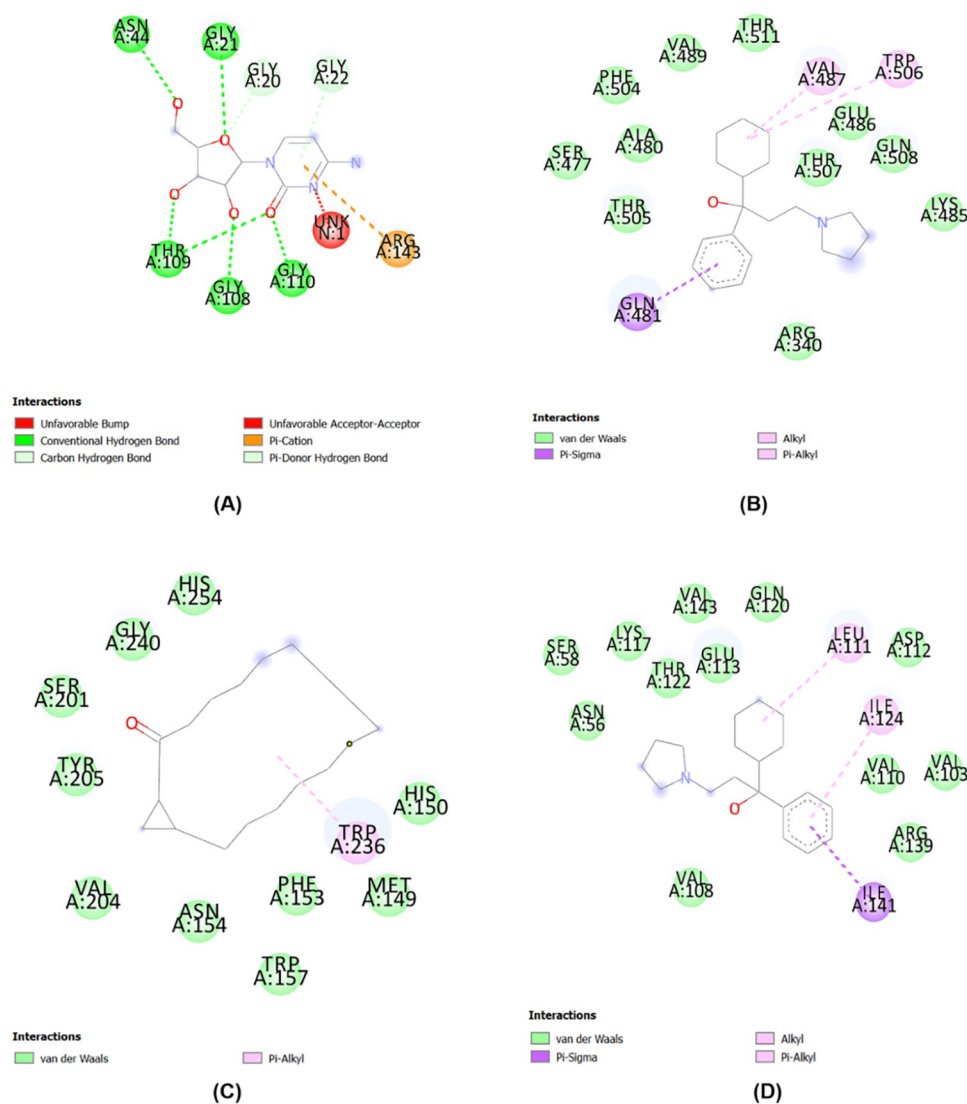 ASN
A:44
GLY
A:21
GLY
A:20
GLY
A:22
O
O
N
N
N
O
O
O
UNK
N:1
ARG
A:143
THR
A:109
GLY
A:108
GLY
A:110
Interactions
Unfavorable Bump
Conventional Hydrogen Bond
Carbon Hydrogen Bond
Unfavorable Acceptor-Acceptor
Pi-Cation
Pi-Donor Hydrogen Bond
(A)
THR
A:511
VAL
A:489
VAL
A:487
TRP
A:506
PHE
A:504
GLU
A:486
ALA
A:480
GLN
A:508
SER
A:477
THR
A:507
THR
A:505
LYS
A:485
O
N
GLN
A:481
ARG
A:340
Interactions
van der Waals
Pi-Sigma
Alkyl
Pi-Alkyl
(B)
HIS
A:254
GLY
A:240
SER
A:201
O
TYR
A:205
HIS
A:150
TRP
A:236
VAL
A:204
ASN
A:154
PHE
A:153
MET
A:149
TRP
A:157
Interactions
van der Waals
Pi-Alkyl
(C)
VAL
A:143
GLN
A:120
SER
A:58
LYS
A:117
THR
A:122
GLU
A:113
LEU
A:111
ASP
A:112
ASN
A:56
ILE
A:124
VAL
A:110
VAL
A:103
N
O
ARG
A:139
VAL
A:108
ILE
A:141
Interactions
van der Waals
Pi-Sigma
Alkyl
Pi-Alkyl
(D)